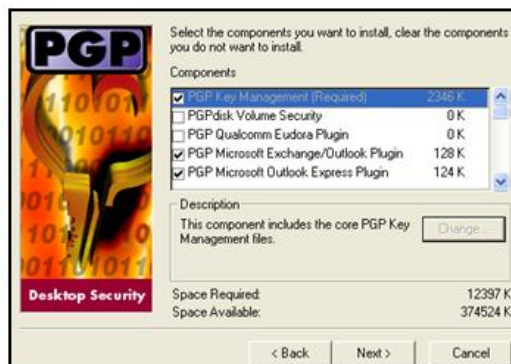 PGP
Desktop Security
Select the components you want to install, clear the components
you do not want to install.
Components
PGP Key Management (Required) 2346 K
PGPdisk Volume Security 0 K
PGP Qualcomm Eudora Plugin 0 K
PGP Microsoft Exchange/Outlook Plugin 128 K
PGP Microsoft Outlook Express Plugin 124 K
Description
This component includes the core PGP Key
Management files.
Change...
Space Required: 12397 K
Space Available: 374524 K
< Back Next > Cancel